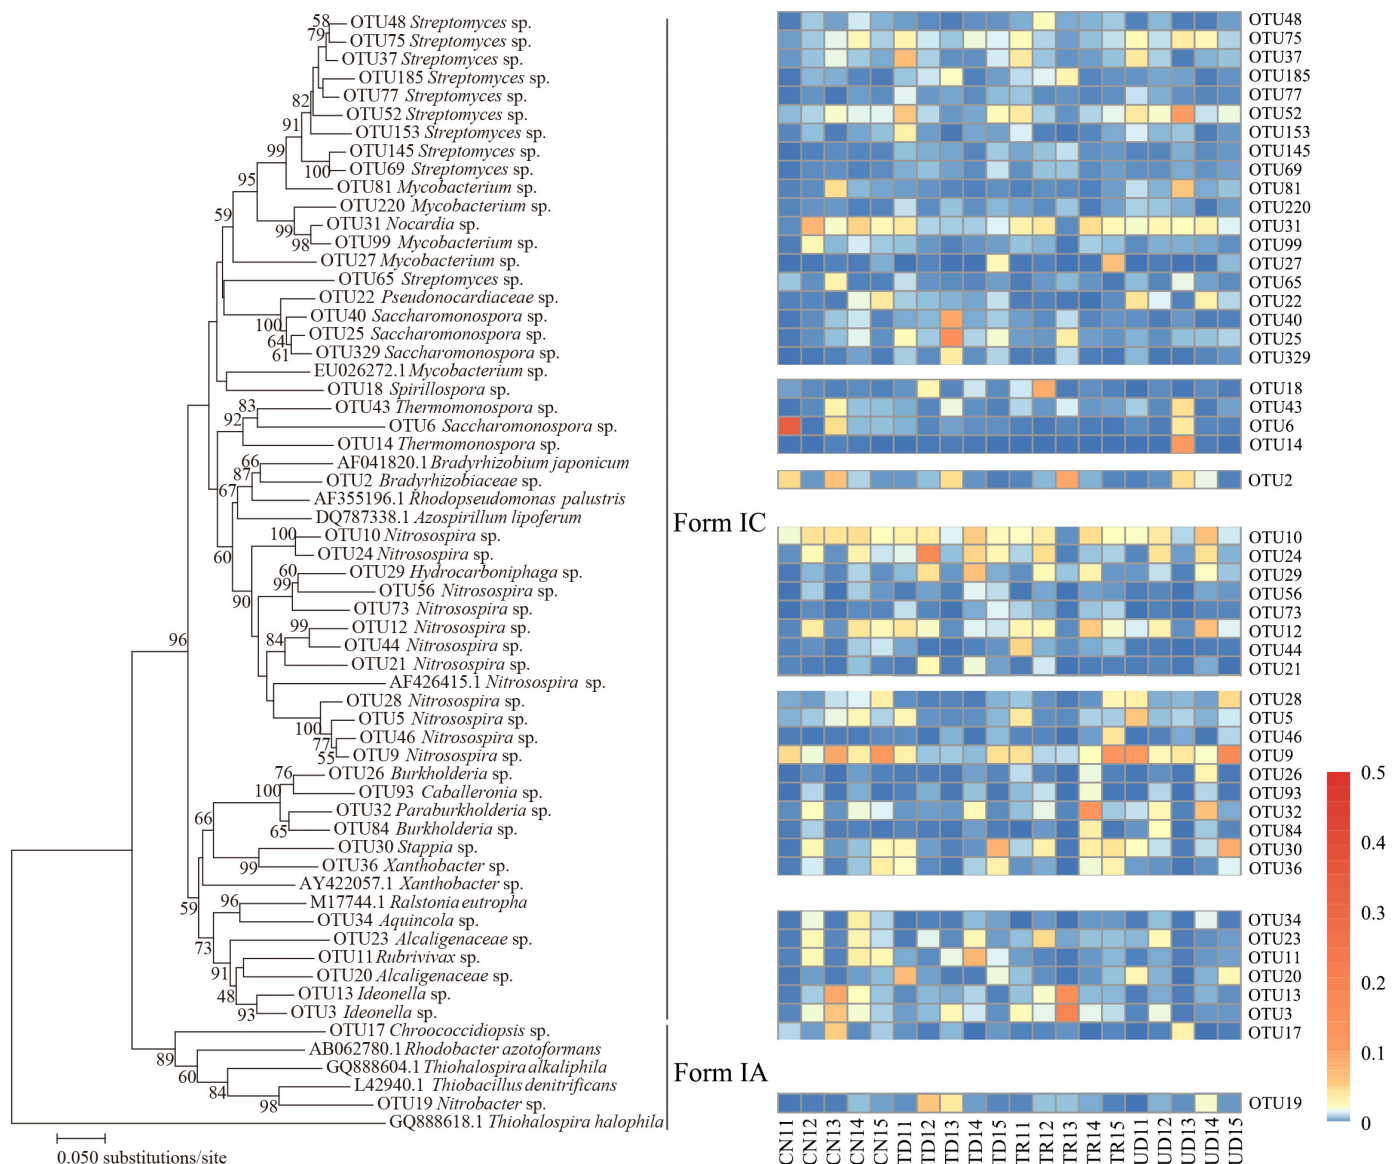 58
79
82
91
99
100
95
59
99
98
100
64
61
83
92
66
87
67
100
60
60
99
90
99
84
96
100
77
55
76
100
66
65
99
59
96
73
91
48
93
89
60
84
98
OTU48 Streptomyces sp.
OTU75 Streptomyces sp.
OTU37 Streptomyces sp.
OTU185 Streptomyces sp.
OTU77 Streptomyces sp.
OTU52 Streptomyces sp.
OTU153 Streptomyces sp.
OTU145 Streptomyces sp.
OTU69 Streptomyces sp.
OTU81 Mycobacterium sp.
OTU220 Mycobacterium sp.
OTU31 Nocardia sp.
OTU99 Mycobacterium sp.
OTU27 Mycobacterium sp.
OTU65 Streptomyces sp.
OTU22 Pseudonocardiaceae sp.
OTU40 Saccharomonospora sp.
OTU25 Saccharomonospora sp.
OTU329 Saccharomonospora sp.
EU026272.1 Mycobacterium sp.
OTU18 Spirillospora sp.
OTU43 Thermomonospora sp.
OTU6 Saccharomonospora sp.
OTU14 Thermomonospora sp.
AF041820.1 Bradyrhizobium japonicum
OTU2 Bradyrhizobiaceae sp.
AF355196.1 Rhodopseudomonas palustris
DQ787338.1 Azospirillum lipoferum
OTU10 Nitrosospira sp.
OTU24 Nitrosospira sp.
OTU29 Hydrocarboniphaga sp.
OTU56 Nitrosospira sp.
OTU73 Nitrosospira sp.
OTU12 Nitrosospira sp.
OTU44 Nitrosospira sp.
OTU21 Nitrosospira sp.
AF426415.1 Nitrosospira sp.
OTU28 Nitrosospira sp.
OTU5 Nitrosospira sp.
OTU46 Nitrosospira sp.
OTU9 Nitrosospira sp.
OTU26 Burkholderia sp.
OTU93 Caballeronia sp.
OTU32 Paraburkholderia sp.
OTU84 Burkholderia sp.
OTU30 Stappia sp.
OTU36 Xanthobacter sp.
AY422057.1 Xanthobacter sp.
M17744.1 Ralstonia eutropha
OTU34 Aquincola sp.
OTU23 Alcaligenaceae sp.
OTU11 Rubrivivax sp.
OTU20 Alcaligenaceae sp.
OTU13 Ideonella sp.
OTU3 Ideonella sp.
OTU17 Chroococcidiopsis sp.
AB062780.1 Rhodobacter azotoformans
GQ888604.1 Thiohalospira alkaliphila
L42940.1 Thiobacillus denitrificans
OTU19 Nitrobacter sp.
GQ888618.1 Thiohalospira halophila
0.050 substitutions/site
Form IC
Form IA
OTU48
OTU75
OTU37
OTU185
OTU77
OTU52
OTU153
OTU145
OTU69
OTU81
OTU220
OTU31
OTU99
OTU27
OTU65
OTU22
OTU40
OTU25
OTU329
OTU18
OTU43
OTU6
OTU14
OTU2
OTU10
OTU24
OTU29
OTU56
OTU73
OTU12
OTU44
OTU21
OTU28
OTU5
OTU46
OTU9
OTU26
OTU93
OTU32
OTU84
OTU30
OTU36
OTU34
OTU23
OTU11
OTU20
OTU13
OTU3
OTU17
OTU19
CN11
CN12
CN13
CN14
CN15
TD11
TD12
TD13
TD14
TD15
TR11
TR12
TR13
TR14
TR15
UD11
UD12
UD13
UD14
UD15
0.5
0.4
0.3
0.2
0.1
0